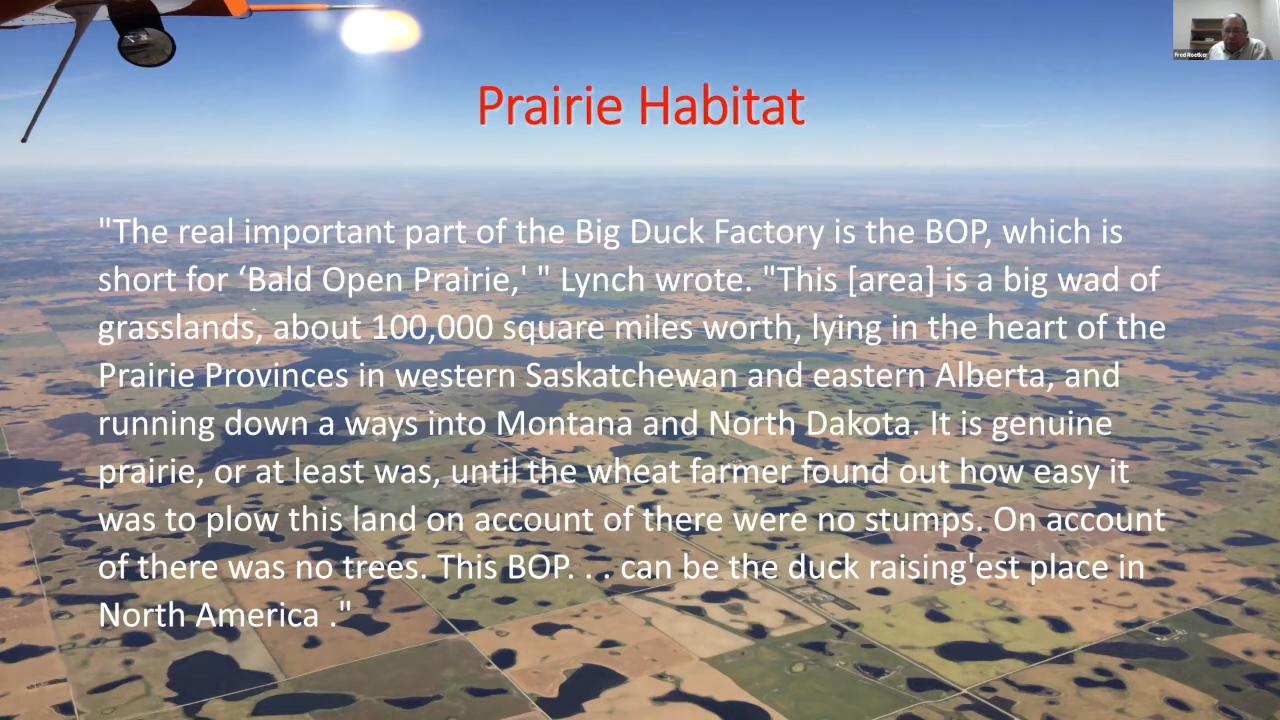 Fred Roetker
Prairie Habitat
"The real important part of the Big Duck Factory is the BOP, which is
short for ‘Bald Open Prairie,' " Lynch wrote. "This [area] is a big wad of
grasslands, about 100,000 square miles worth, lying in the heart of the
Prairie Provinces in western Saskatchewan and eastern Alberta, and
running down a ways into Montana and North Dakota. It is genuine
prairie, or at least was, until the wheat farmer found out how easy it
was to plow this land on account of there were no stumps. On account
of there was no trees. This BOP. . . can be the duck raising'est place in
North America ."